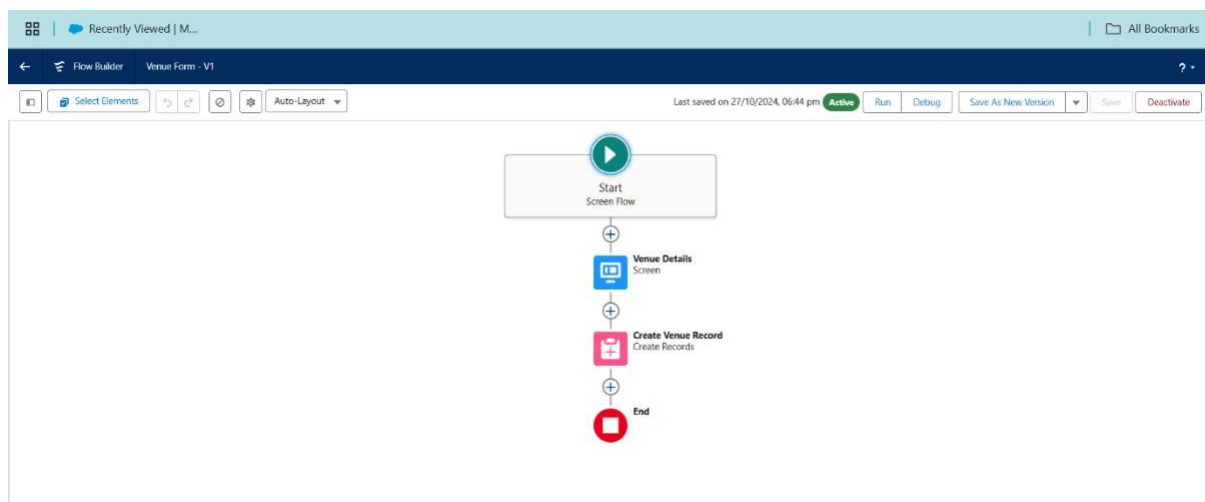 Recently Viewed | M...
All Bookmarks
Flow Builder
Venue Form - V1
?
Select Elements
Auto-Layout
Last saved on 27/10/2024, 06:44 pm
Active
Run
Debug
Save As New Version
Save
Deactivate
Start
Screen Flow
Venue Details
Screen
Create Venue Record
Create Records
End